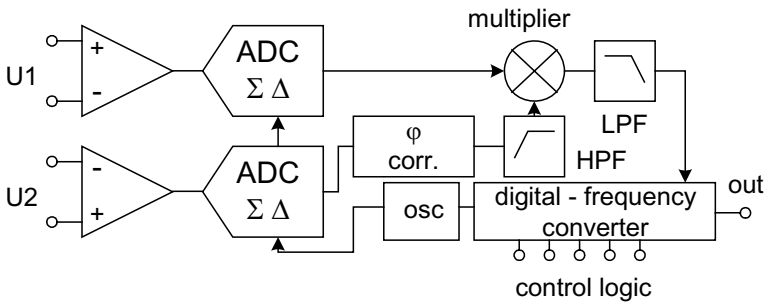 multiplier
U1
+
-
ADC
Σ Δ
LPF
φ
corr.
HPF
U2
-
+
ADC
Σ Δ
osc
digital - frequency
converter
out
control logic